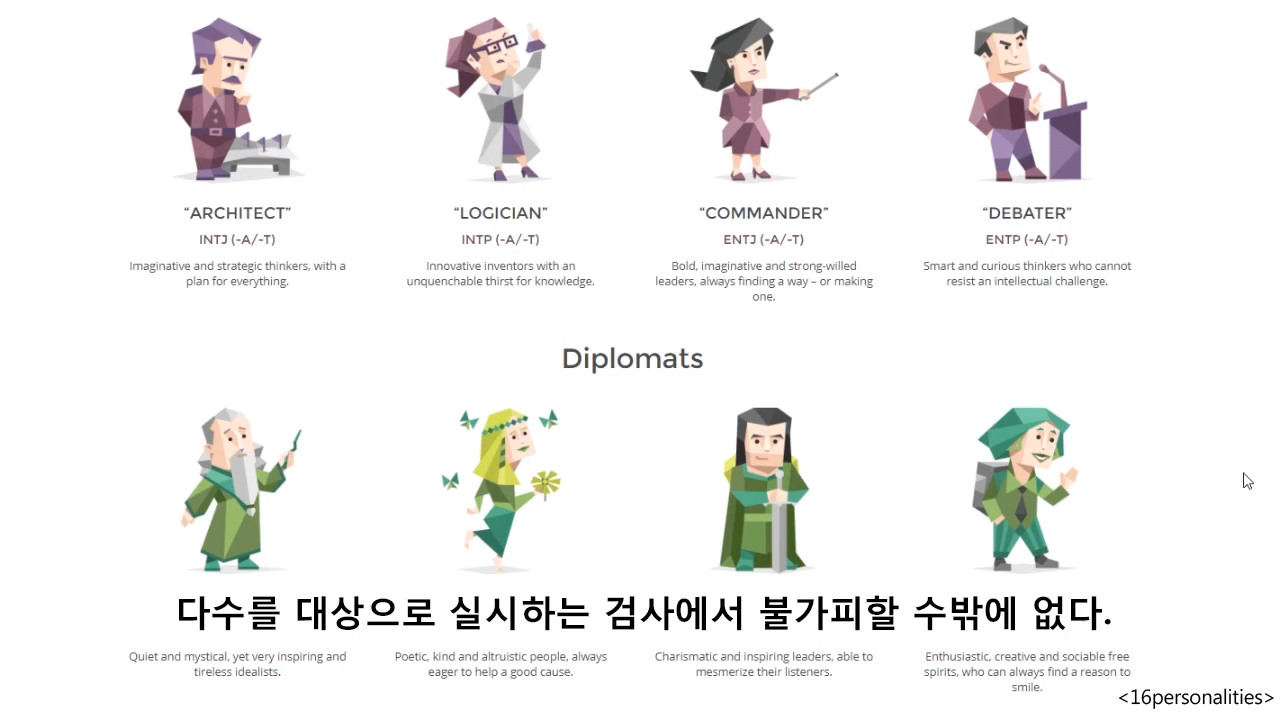 “ARCHITECT”
INTJ (-A/-T)
Imaginative and strategic thinkers, with a
plan for everything.
“LOGICIAN”
INTP (-A/-T)
Innovative inventors with an
unquenchable thirst for knowledge.
“COMMANDER”
ENTJ (-A/-T)
Bold, imaginative and strong-willed
leaders, always finding a way – or making
one.
“DEBATER”
ENTP (-A/-T)
Smart and curious thinkers who cannot
resist an intellectual challenge.
Diplomats
다수를 대상으로 실시하는 검사에서 불가피할 수밖에 없다.
Quiet and mystical, yet very inspiring and
tireless idealists.
Poetic, kind and altruistic people, always
eager to help a good cause.
Charismatic and inspiring leaders, able to
mesmerize their listeners.
Enthusiastic, creative and sociable free
spirits, who can always find a reason to
smile.
<16personalities>